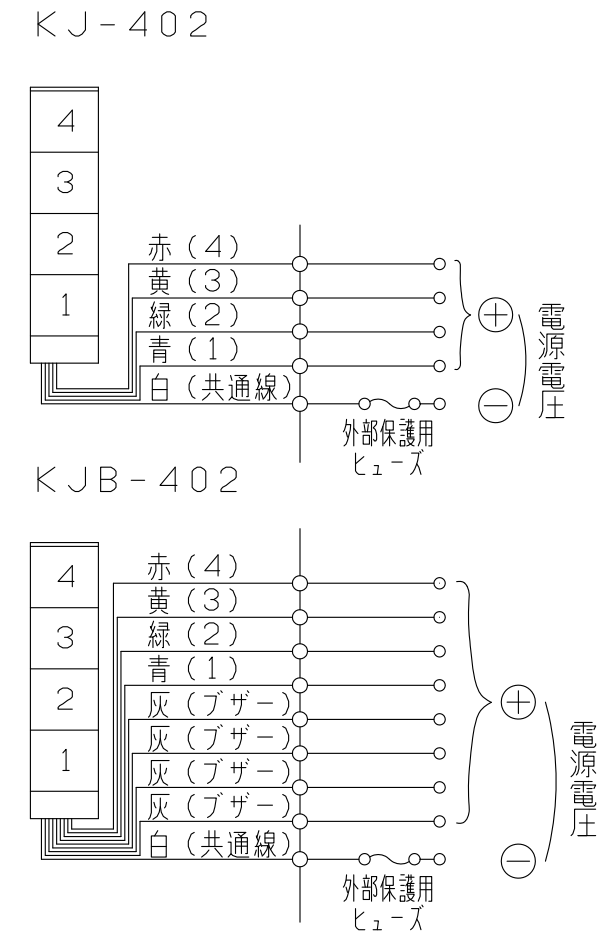 KJ-402
4
3
2
1
赤(4)
黄(3)
緑(2)
青(1)
白(共通線)
＋
－
電源電圧
外部保護用
ヒューズ
KJB-402
4
3
2
1
赤(4)
黄(3)
緑(2)
青(1)
灰(ブザー)
灰(ブザー)
灰(ブザー)
灰(ブザー)
白(共通線)
＋
－
電源電圧
外部保護用
ヒューズ